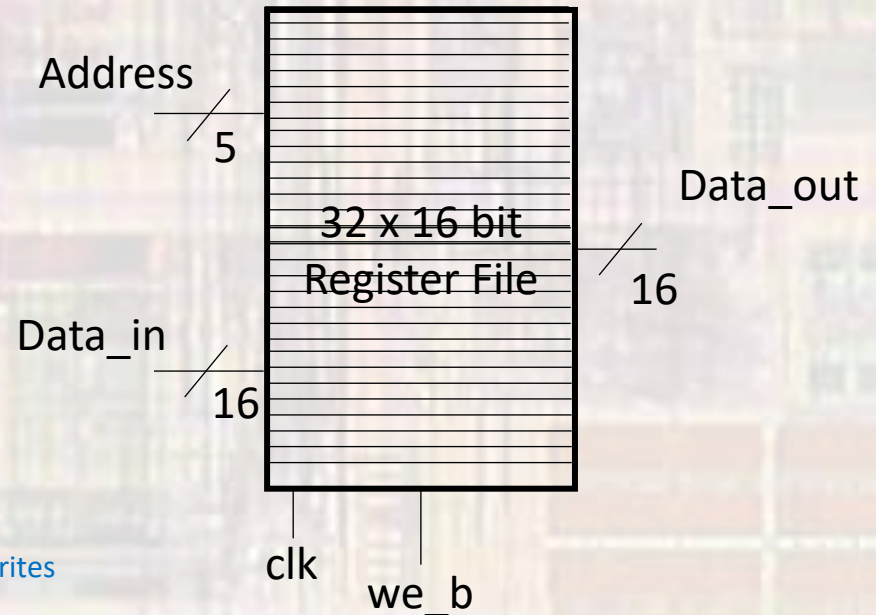 Address
5
32 x 16 bit
Register File
Data_out
16
Data_in
16
clk
we_b